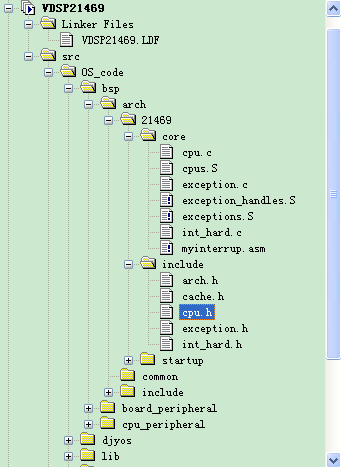 VDSP21469
Linker Files
VDSP21469.LDF
src
OS_code
bsp
arch
21469
core
cpu.c
cpus.S
exception.c
exception_handles.S
exceptions.S
int_hard.c
myinterrup.asm
include
arch.h
cache.h
cpu.h
exception.h
int_hard.h
startup
common
include
board_peripheral
cpu_peripheral
djyos
lib